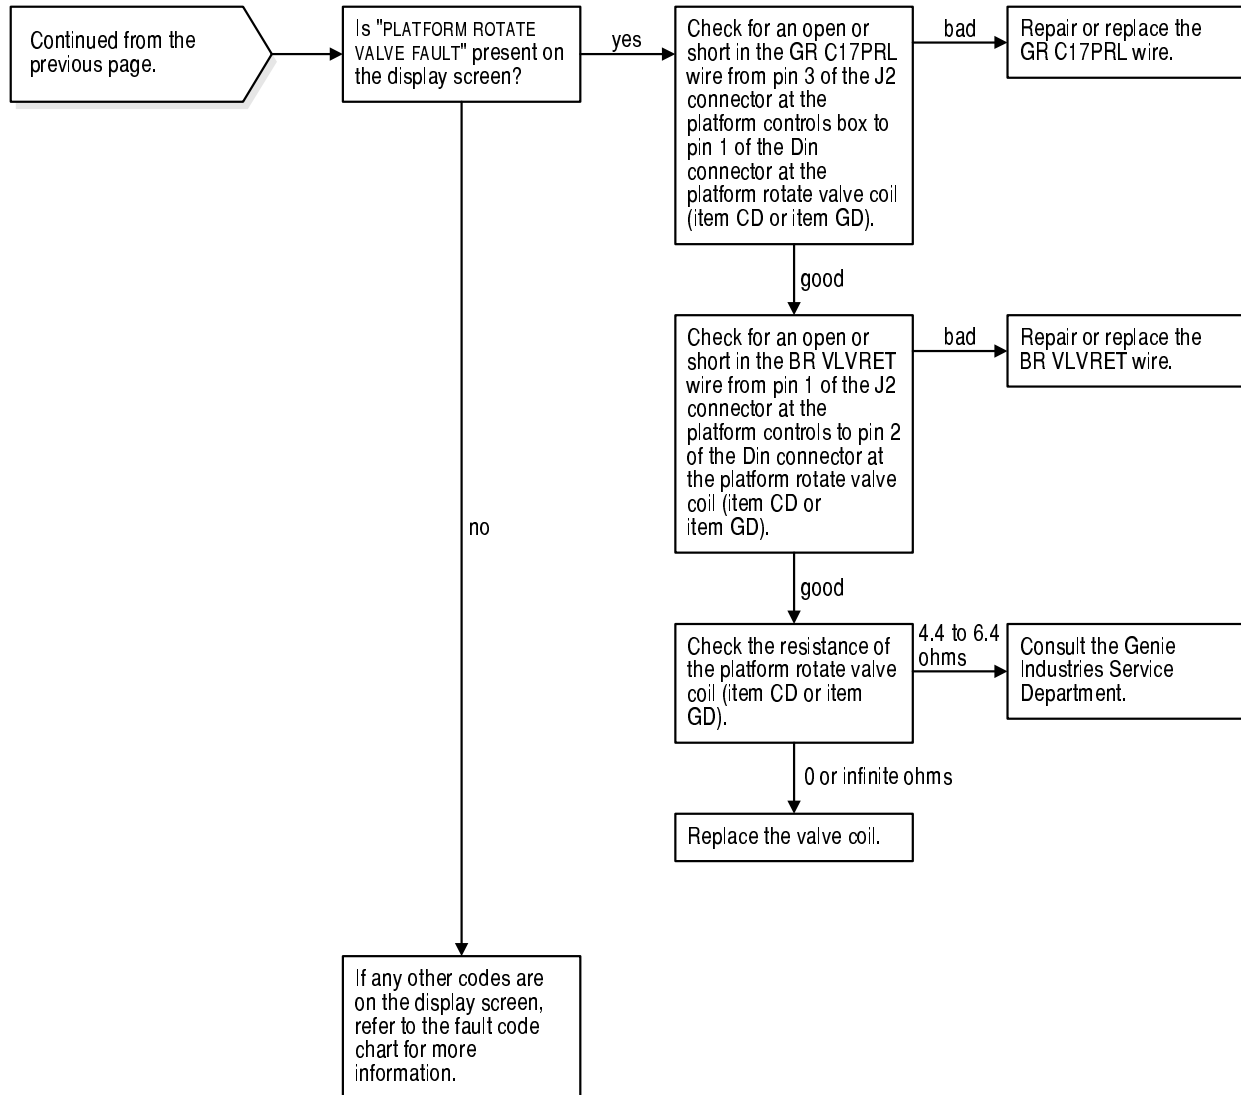 Continued from the
previous page.
Is "PLATFORM ROTATE
VALVE FAULT" present on
the display screen?
yes
Check for an open or
short in the GR C17PRL
wire from pin 3 of the J2
connector at the
platform controls box to
pin 1 of the Din
connector at the
platform rotate valve coil
(item CD or item GD).
bad
Repair or replace the
GR C17PRL wire.
good
Check for an open or
short in the BR VLVRET
wire from pin 1 of the J2
connector at the
platform controls to pin 2
of the Din connector at
the platform rotate valve
coil (item CD or
item GD).
bad
Repair or replace the
BR VLVRET wire.
no
good
Check the resistance of
the platform rotate valve
coil (item CD or item
GD).
4.4 to 6.4
ohms
Consult the Genie
Industries Service
Department.
0 or infinite ohms
Replace the valve coil.
If any other codes are
on the display screen,
refer to the fault code
chart for more
information.